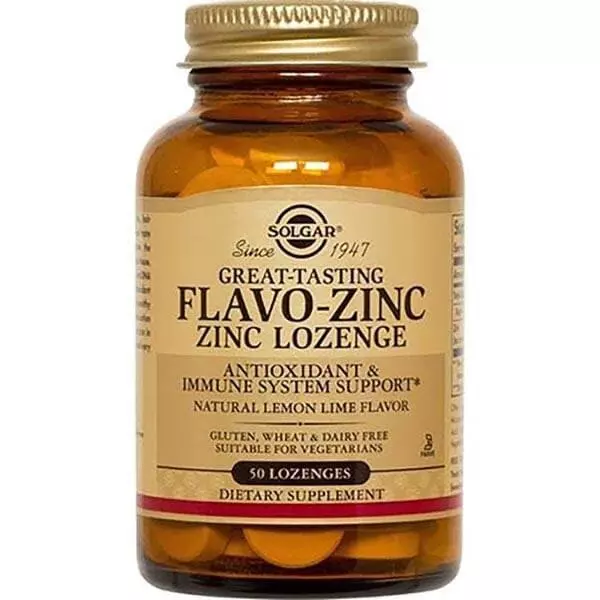 SOLGAR®
Since 1947
GREAT-TASTING
FLAVO-ZINC
ZINC LOZENGE
ANTIOXIDANT &
IMMUNE SYSTEM SUPPORT*
NATURAL LEMON LIME FLAVOR
GLUTEN, WHEAT & DAIRY FREE
SUITABLE FOR VEGETARIANS
50 LOZENGES
DIETARY SUPPLEMENT